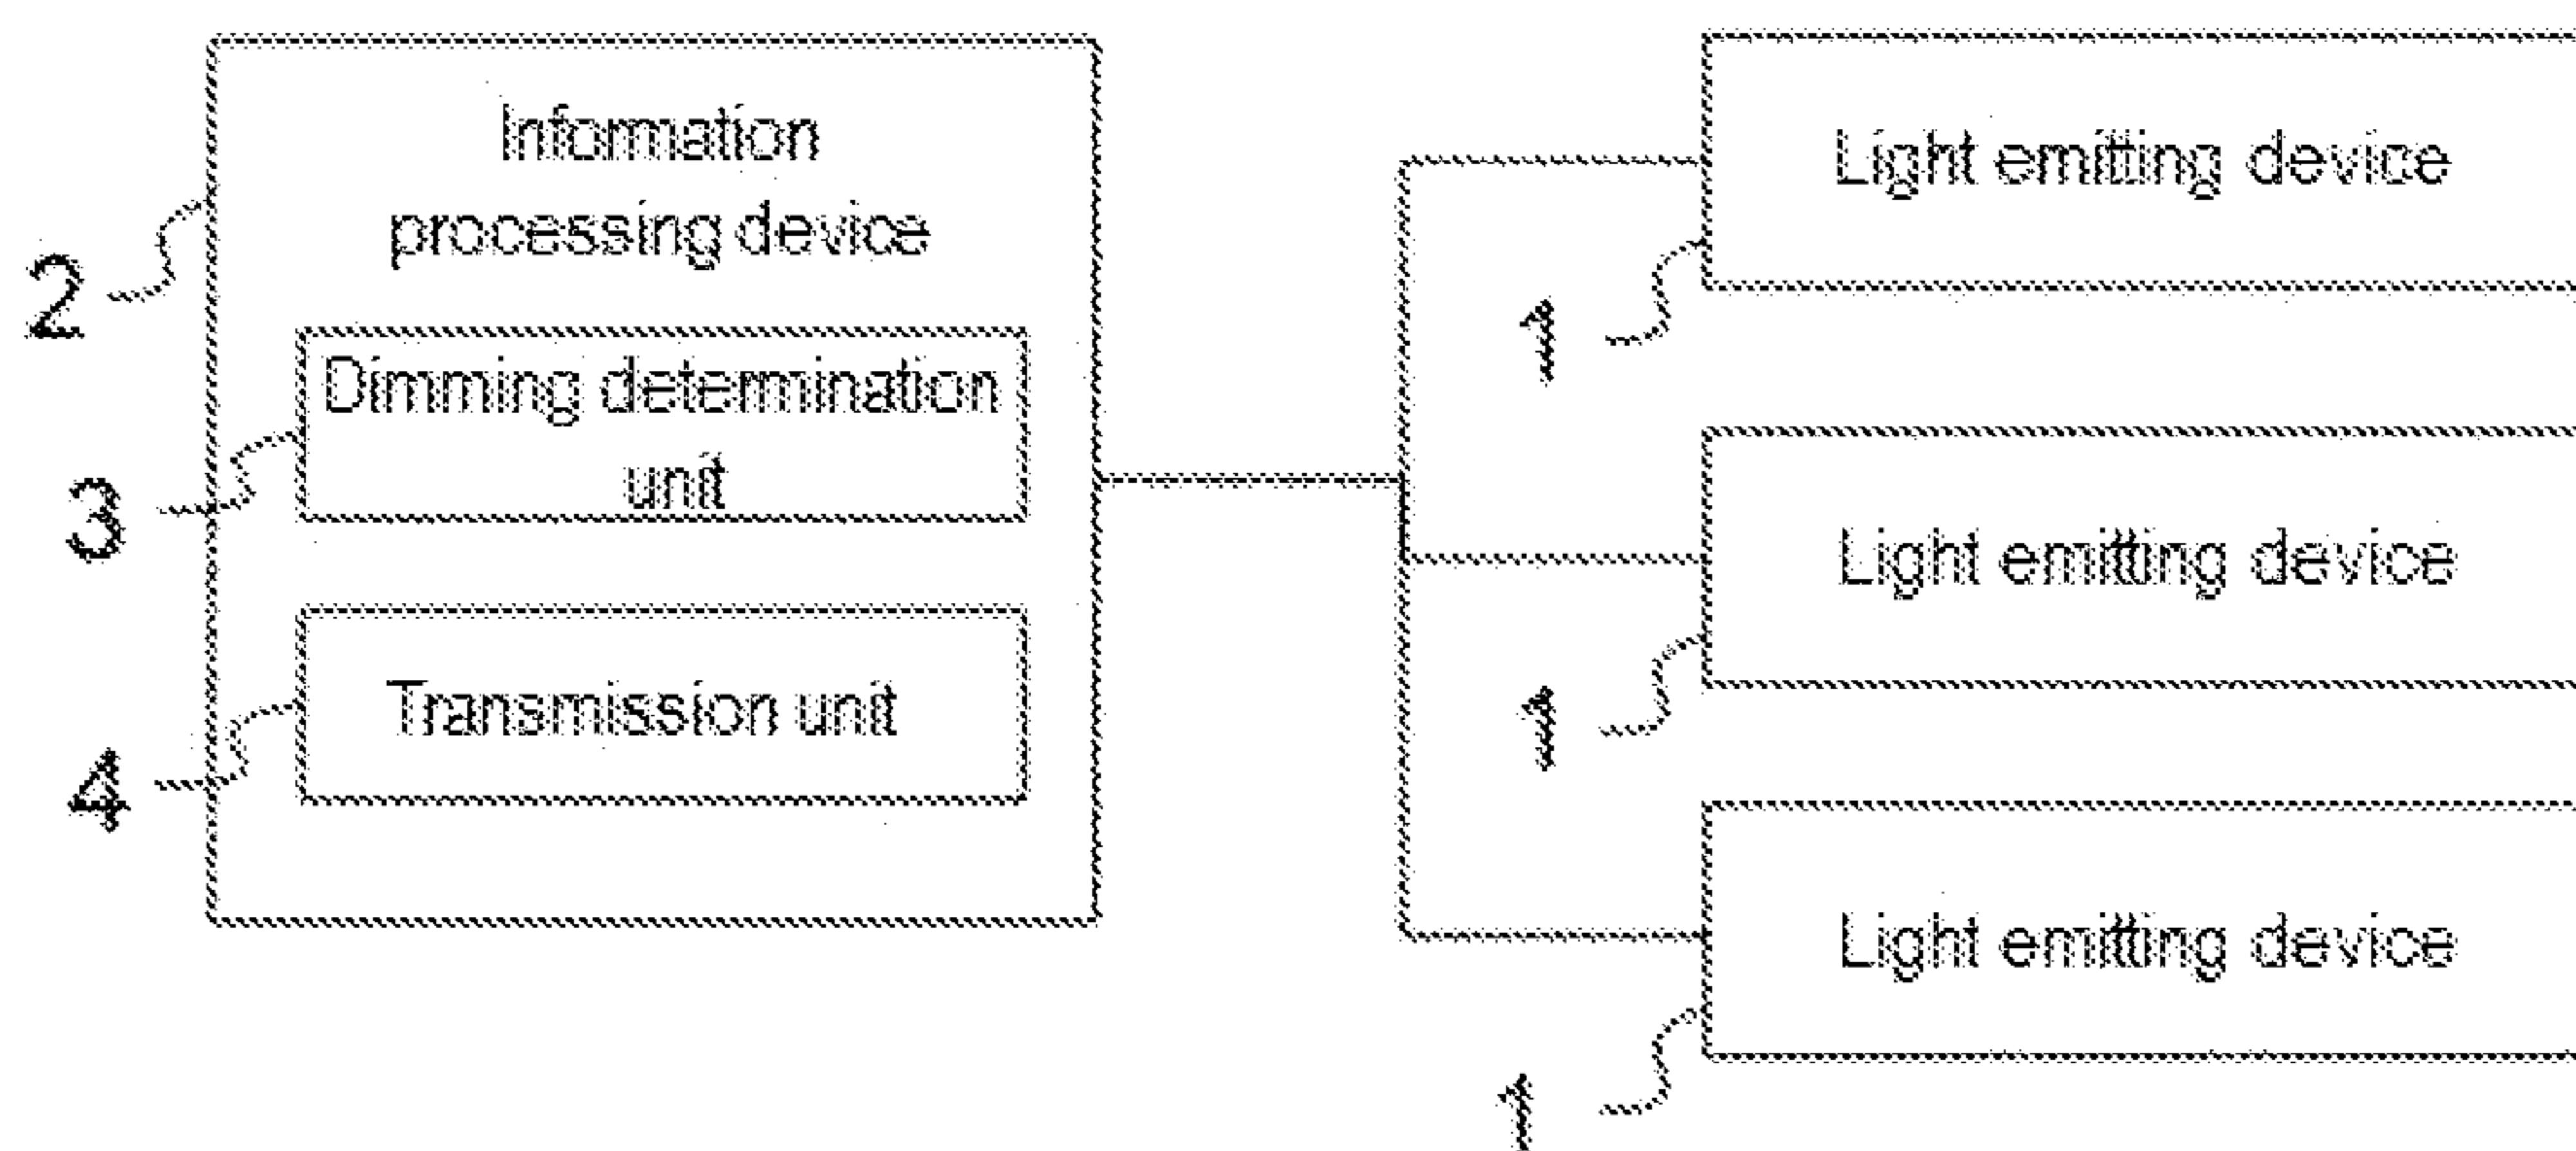 Information
processing device
2
Dimming determination
unit
3
Transmission unit
4
Light emitting device
1
Light emitting device
1
Light emitting device
1